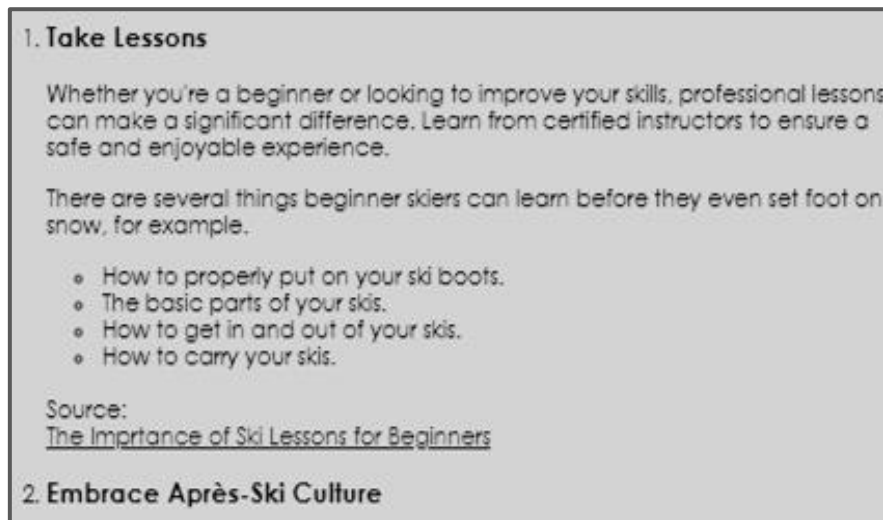 1. Take Lessons
Whether you're a beginner or looking to improve your skills, professional lessons
can make a significant difference. Learn from certified instructors to ensure a
safe and enjoyable experience.
There are several things beginner skiers can learn before they even set foot on
snow, for example.
How to properly put on your ski boots.
The basic parts of your skis.
How to get in and out of your skis.
How to carry your skis.
Source:
The Imprtance of Ski Lessons for Beginners
2. Embrace Après-Ski Culture